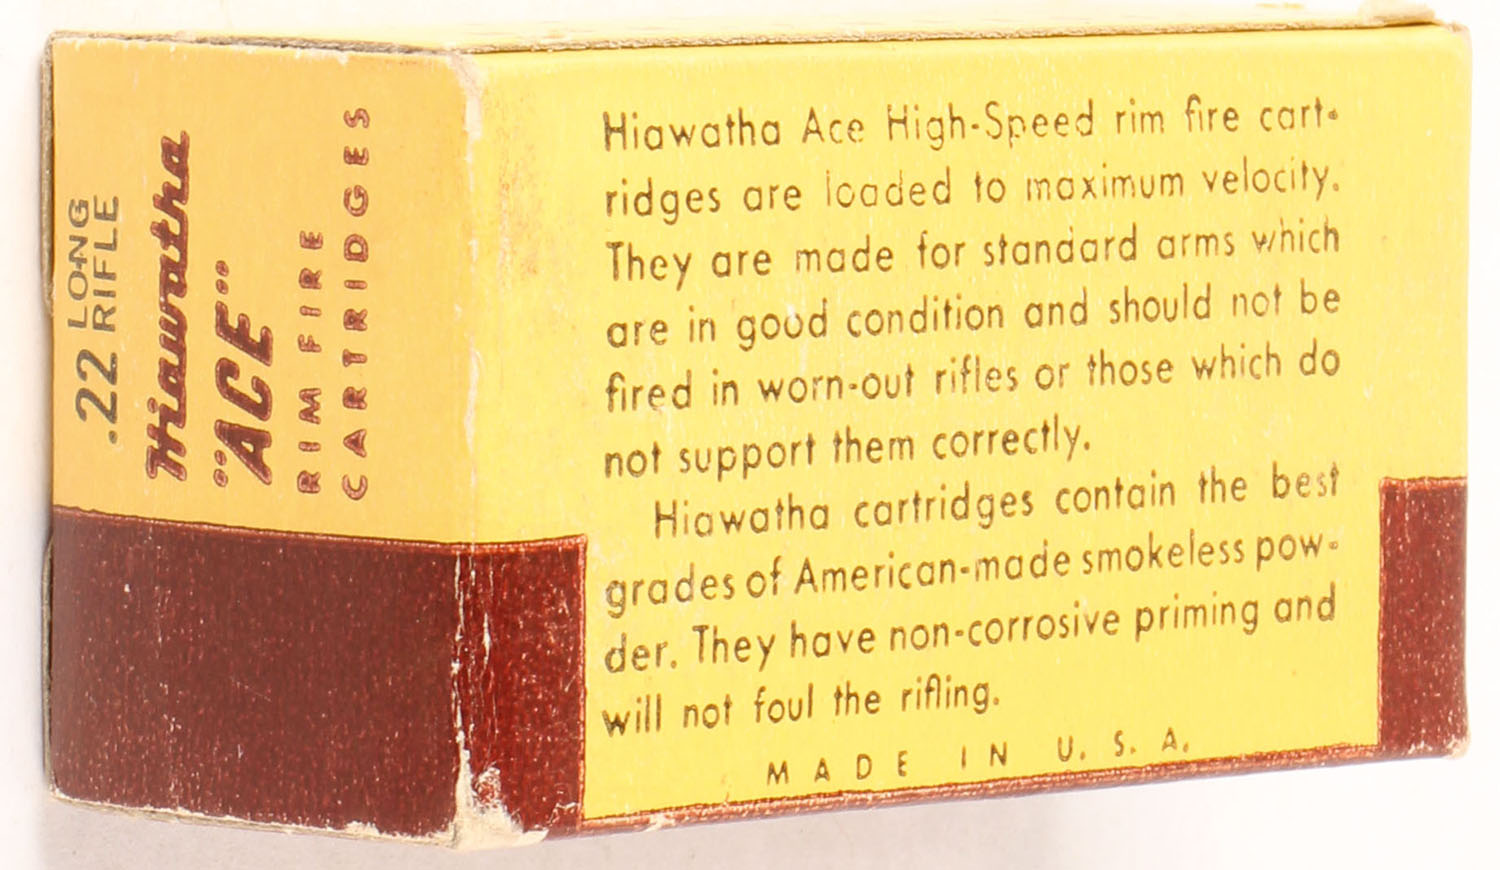 .22 LONG
RIFLE
Hiawatha
"ACE"
RIM FIRE
CARTRIDGES
Hiawatha Ace High-Speed rim fire cart-
ridges are loaded to maximum velocity.
They are made for standard arms which
are in good condition and should not be
fired in worn-out rifles or those which do
not support them correctly.
Hiawatha cartridges contain the best
grades of American-made smokeless pow-
der. They have non-corrosive priming and
will not foul the rifling.
MADE IN U. S. A.